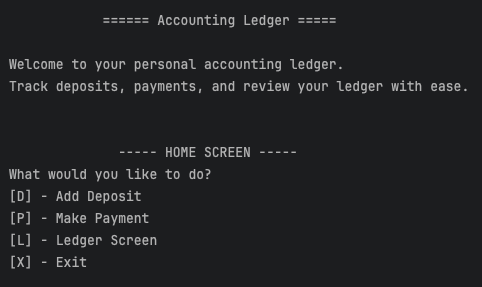 ====== Accounting Ledger =====
Welcome to your personal accounting ledger.
Track deposits, payments, and review your ledger with ease.
----- HOME SCREEN -----
What would you like to do?
[D] - Add Deposit
[P] - Make Payment
[L] - Ledger Screen
[X] - Exit